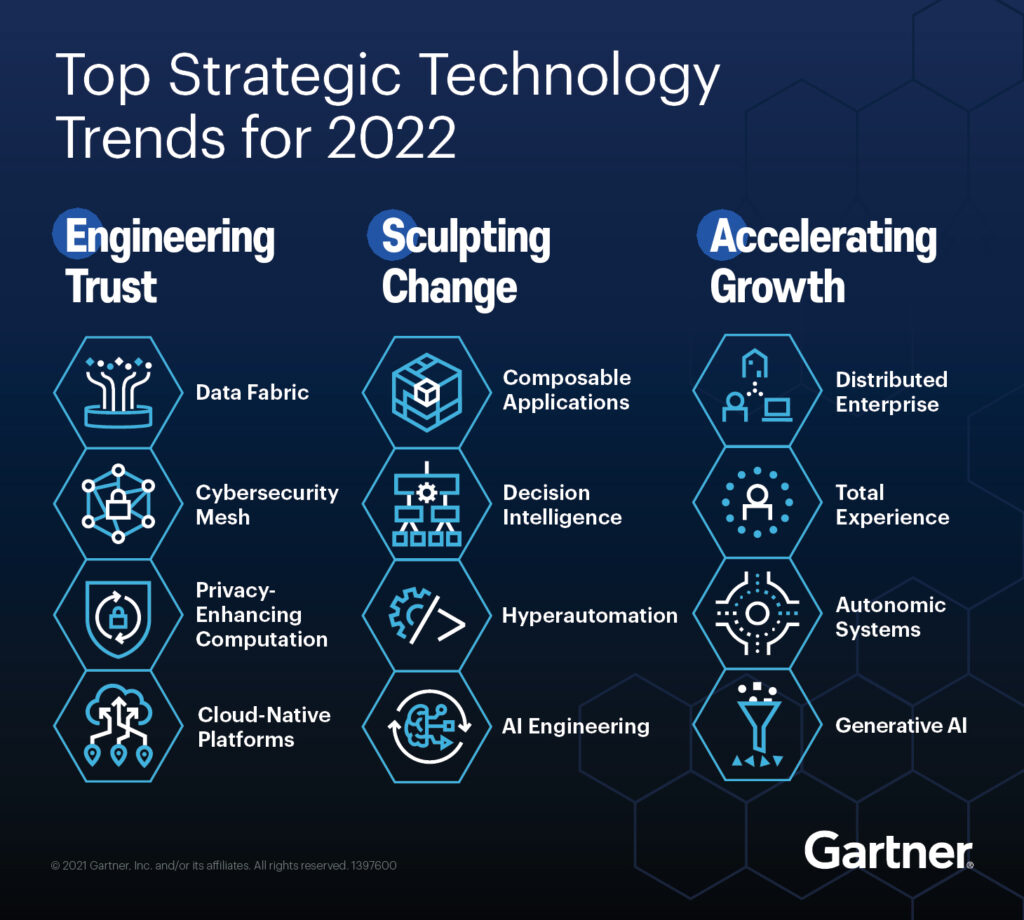 Top Strategic Technology
Trends for 2022
Engineering
Trust
Data Fabric
Cybersecurity
Mesh
Privacy-
Enhancing
Computation
Cloud-Native
Platforms
Sculpting
Change
Composable
Applications
Decision
Intelligence
Hyperautomation
AI Engineering
Accelerating
Growth
Distributed
Enterprise
Total
Experience
Autonomic
Systems
Generative AI
© 2021 Gartner, Inc. and/or its affiliates. All rights reserved. 1397600
Gartner®